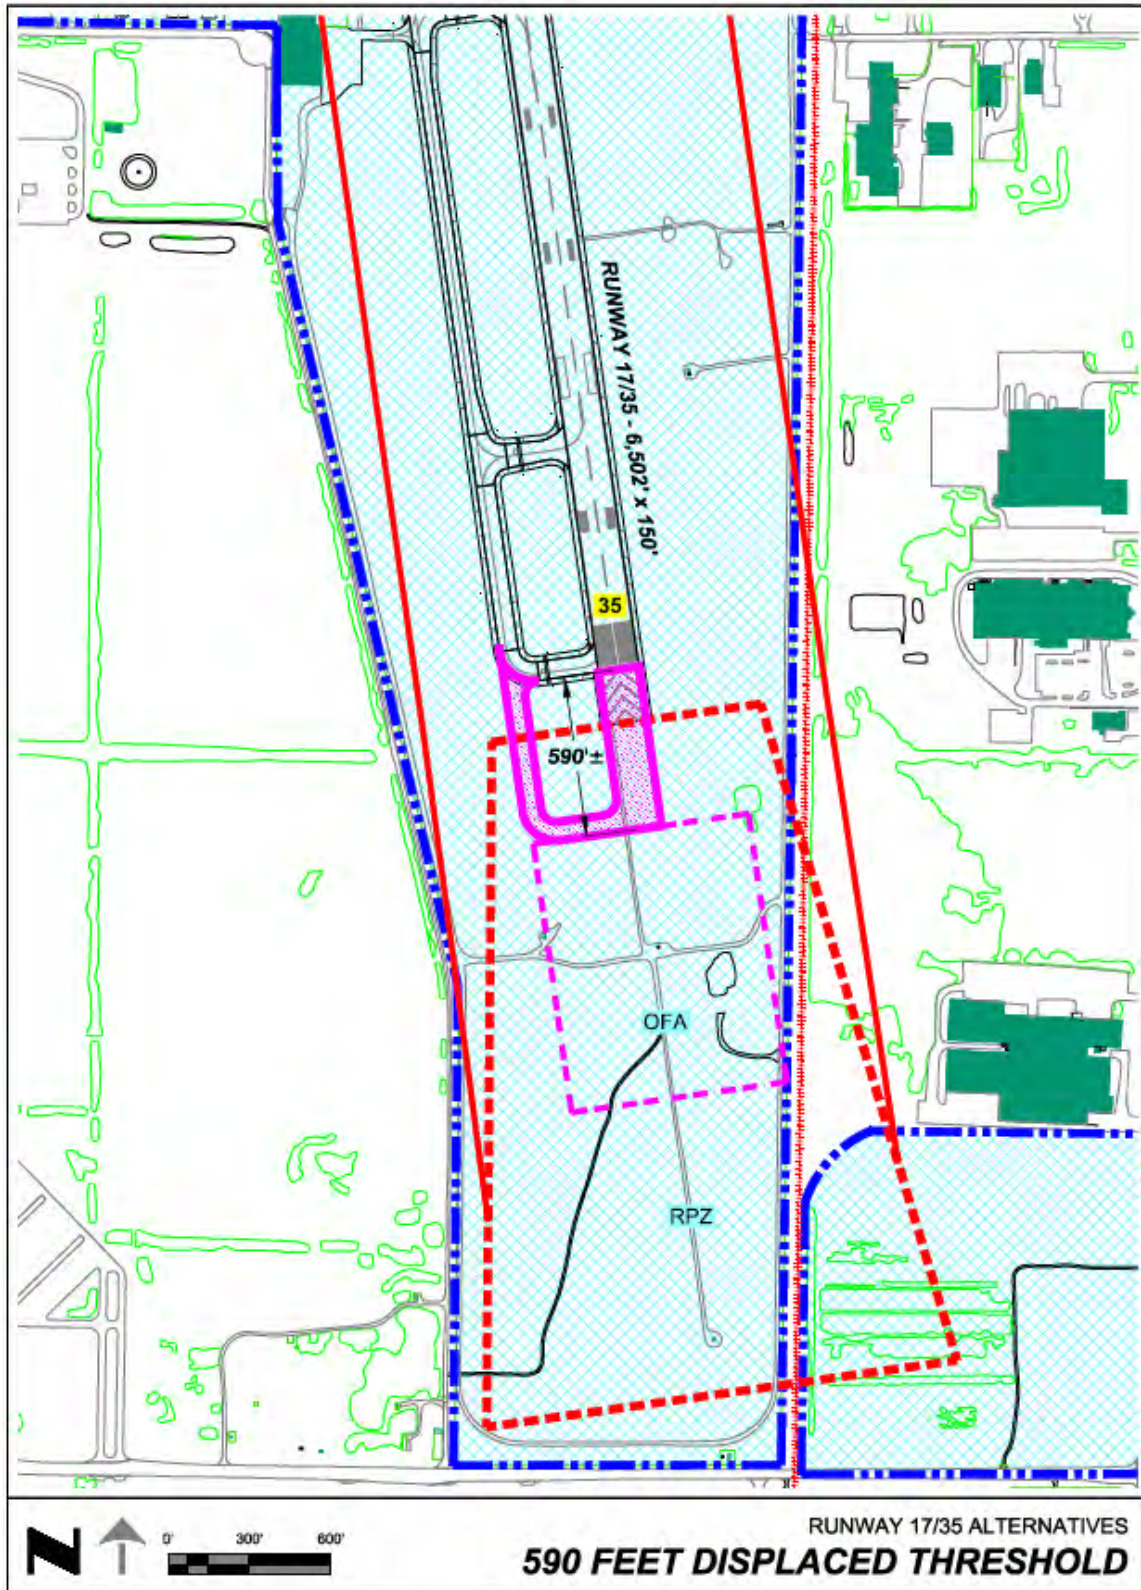 RUNWAY 17/35 - 6,502' x 150'
35
590'±
OFA
RPZ
N
0'
300'
600'
RUNWAY 17/35 ALTERNATIVES
590 FEET DISPLACED THRESHOLD